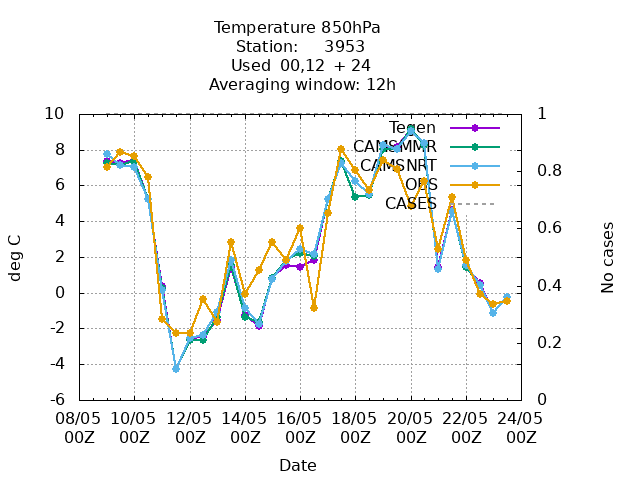 Temperature 850hPa
Station: 3953
Used 00,12 + 24
Averaging window: 12h
10 1
Tegen
8 CAMSMMR
CAMSNRT 0.8
6 OBS
CASES
4 0.6
deg C
No cases
2
0 0.4
-2 0.2
-4
-6 0
08/05 10/05 12/05 14/05 16/05 18/05 20/05 22/05 24/05
00Z 00Z 00Z 00Z 00Z 00Z 00Z 00Z 00Z
Date